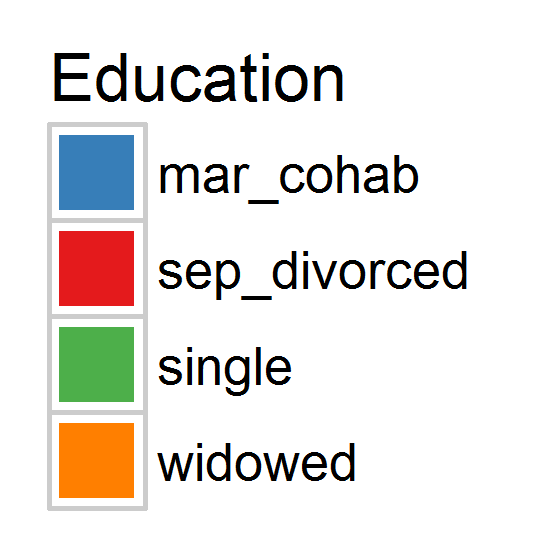 Education
mar_cohab
sep_divorced
single
widowed